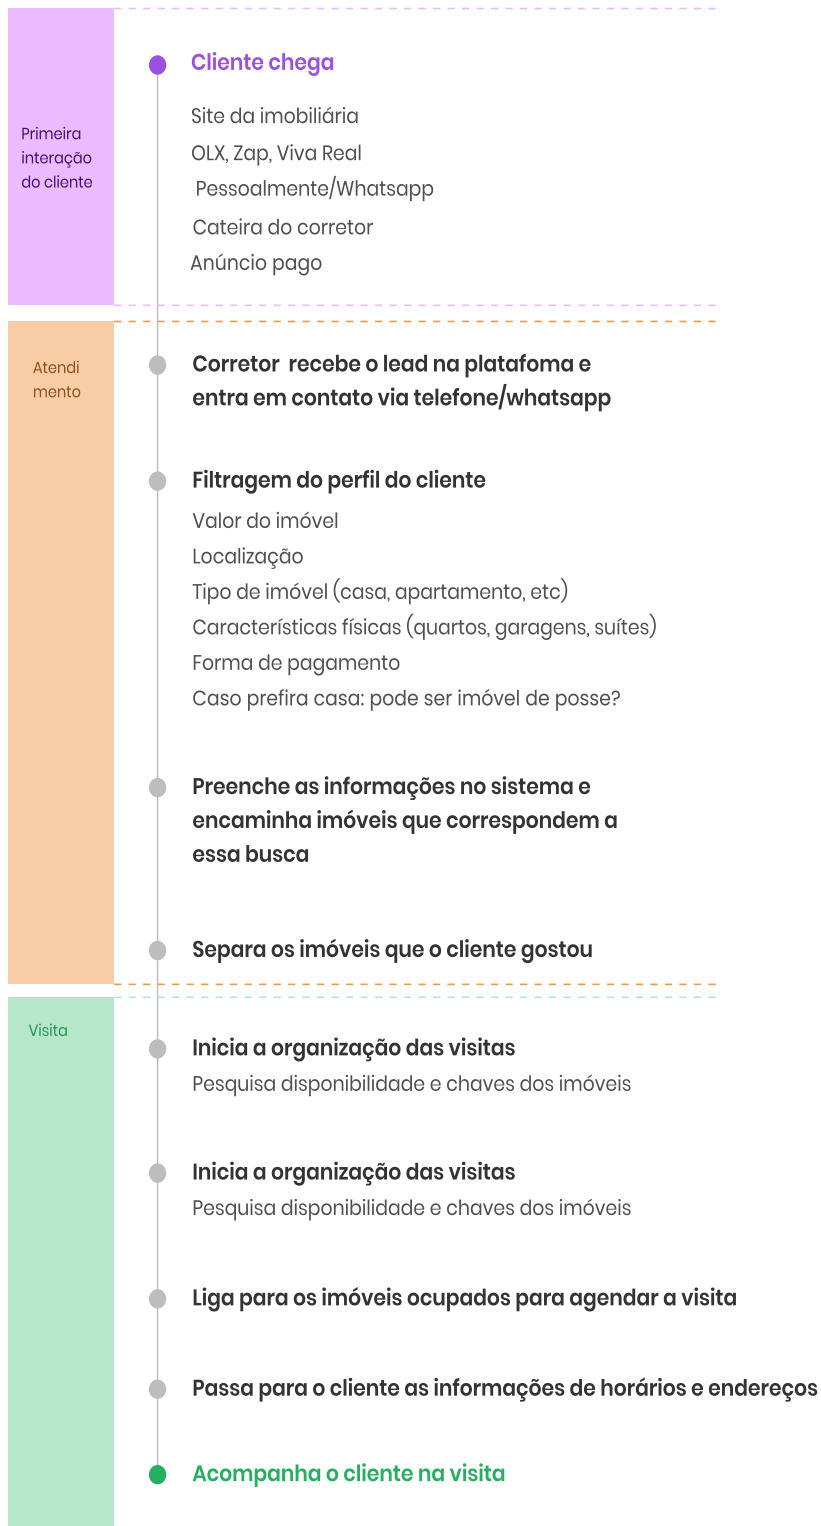 Primeira
interação
do cliente
Cliente chega
Site da imobiliária
OLX, Zap, Viva Real
Pessoalmente/Whatsapp
Cateira do corretor
Anúncio pago
Atendi
mento
Corretor recebe o lead na platafoma e
entra em contato via telefone/whatsapp
Filtragem do perfil do cliente
Valor do imóvel
Localização
Tipo de imóvel (casa, apartamento, etc)
Características físicas (quartos, garagens, suítes)
Forma de pagamento
Caso prefira casa: pode ser imóvel de posse?
Preenche as informações no sistema e
encaminha imóveis que correspondem a
essa busca
Separa os imóveis que o cliente gostou
Visita
Inicia a organização das visitas
Pesquisa disponibilidade e chaves dos imóveis
Inicia a organização das visitas
Pesquisa disponibilidade e chaves dos imóveis
Liga para os imóveis ocupados para agendar a visita
Passa para o cliente as informações de horários e endereços
Acompanha o cliente na visita